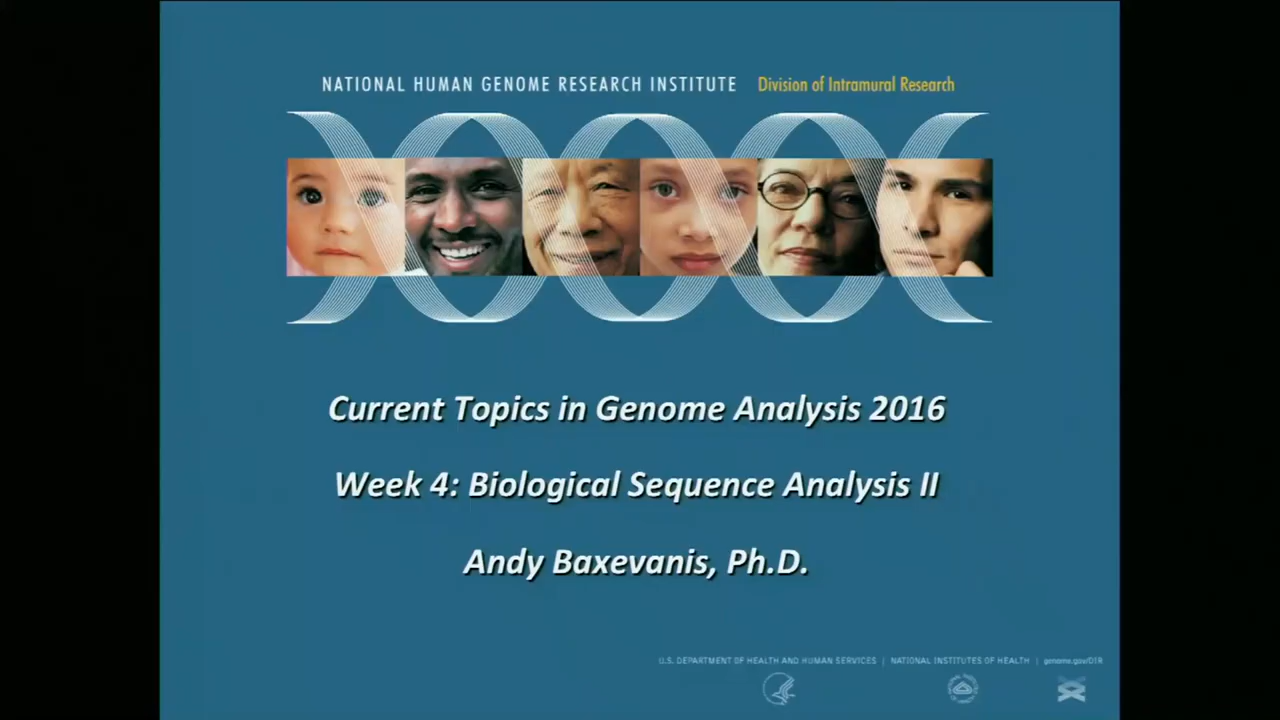 NATIONAL HUMAN GENOME RESEARCH INSTITUTE Division of Intramural Research
Current Topics in Genome Analysis 2016
Week 4: Biological Sequence Analysis II
Andy Baxevanis, Ph.D.
U.S. DEPARTMENT OF HEALTH AND HUMAN SERVICES | NATIONAL INSTITUTES OF HEALTH | genome.gov/DIR